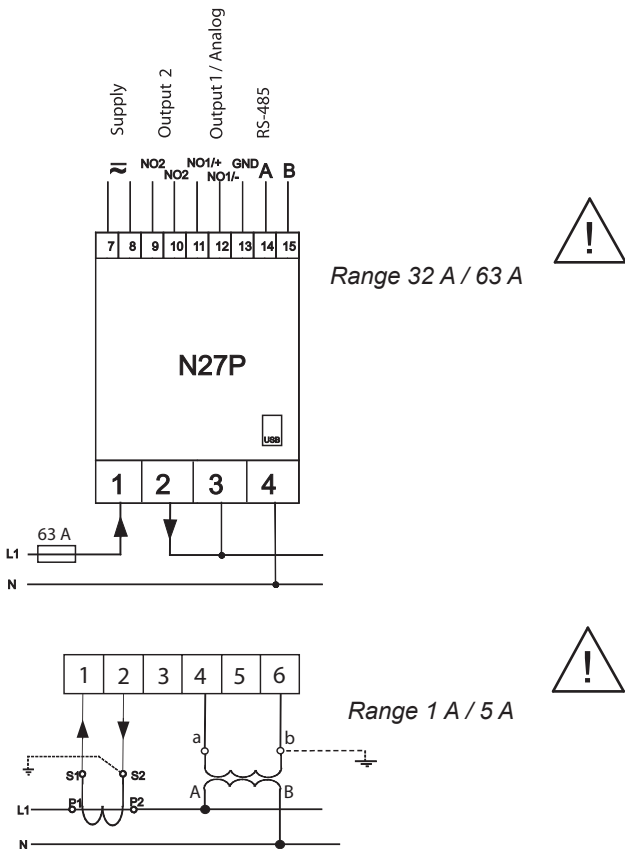 Supply
Output 2
Output 1 / Analog
RS-485
NO2
NO2
NO1/+
NO1/-
GND
A
B
7 8 9 10 11 12 13 14 15
!
Range 32 A / 63 A
N27P
USB
1 2 3 4
63 A
L1
N
1 2 3 4 5 6
!
Range 1 A / 5 A
a b
S1 S2
P1 P2
A B
L1
N